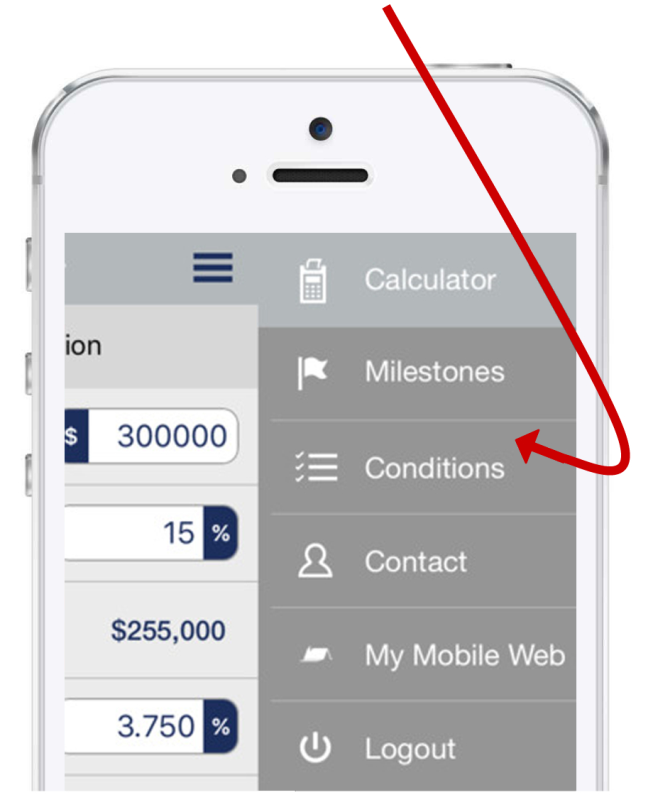 Calculator
ion
Milestones
$ 300000
Conditions
15 %
Contact
$255,000
My Mobile Web
3.750 %
Logout